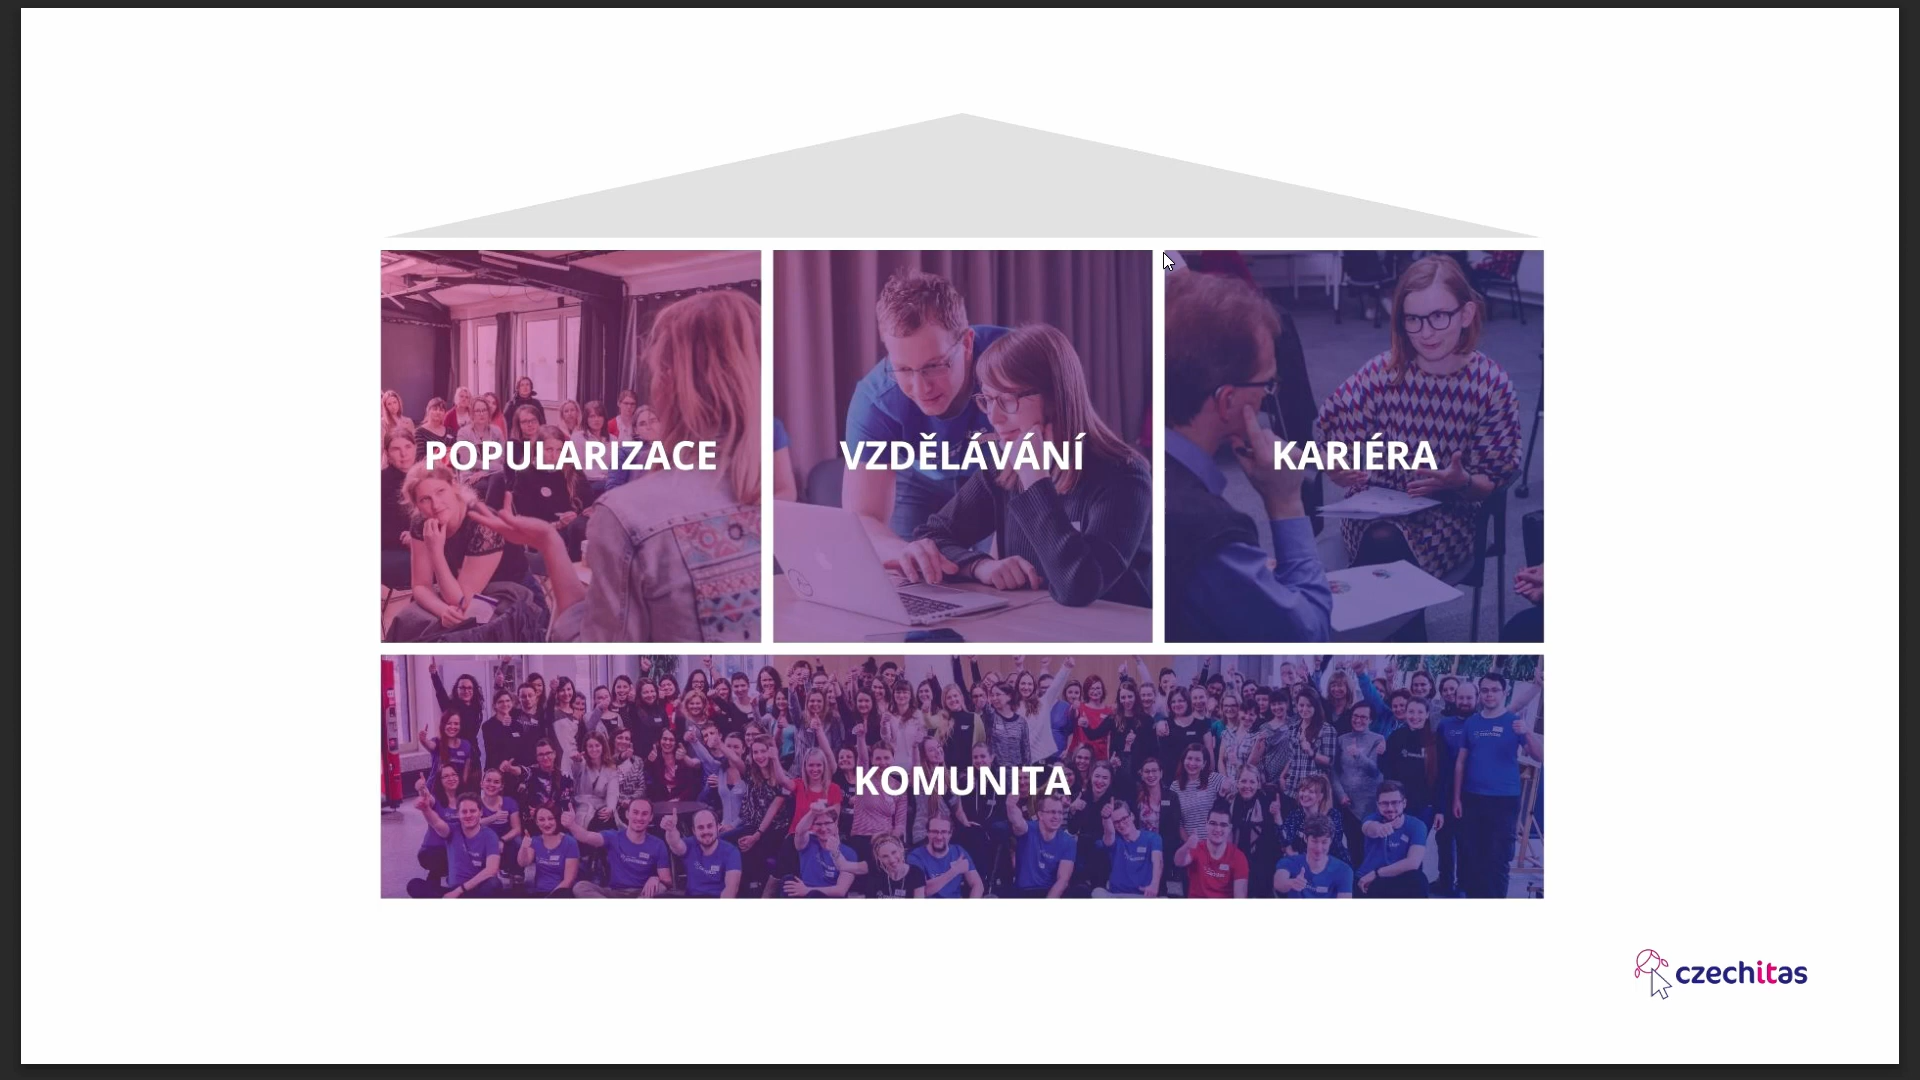 POPULARIZACE
VZDĚLÁVÁNÍ
KARIÉRA
KOMUNITA
czechitas